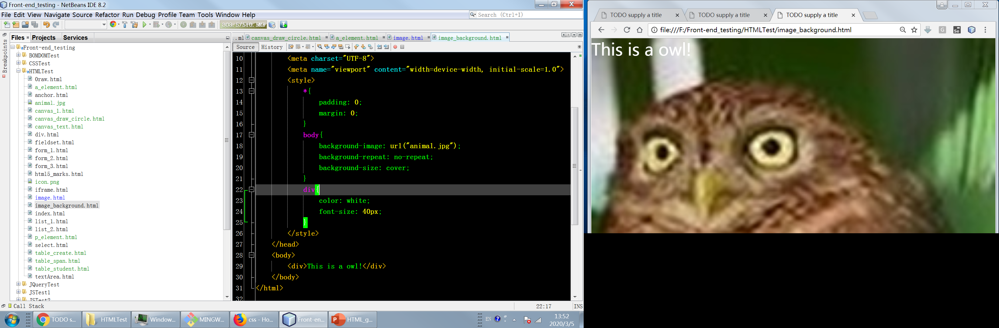 Front-end_testing - NetBeans IDE 8.2
File Edit View Navigate Source Refactor Run Debug Profile Team Tools Window Help
Search (Ctrl+I)
308.5/510.5MB
Breakpoints
Files Projects Services
Front-end_testing
BOMDOMTest
CSSTest
HTMLTest
0raw.html
a_element.html
anchor.html
animal.jpg
canvas_1.html
canvas_draw_circle.html
canvas_text.html
div.html
fieldset.html
form_1.html
form_2.html
form_3.html
html5_marks.html
icon.png
iframe.html
image.html
image_background.html
index.html
list_1.html
list_2.html
p_element.html
select.html
table_create.html
table_span.html
table_student.html
textArea.html
JQueryTest
JSTest1
JSTest2
..ml canvas_draw_circle.html a_element.html image.html image_background.html
Source History
10 <meta charset="UTF-8">
11 <meta name="viewport" content="width=device-width, initial-scale=1.0">
12 <style>
13 *{
14 padding: 0;
15 margin: 0;
16 }
17 body{
18 background-image: url("animal.jpg");
19 background-repeat: no-repeat;
20 background-size: cover;
21 }
22 div{
23 color: white;
24 font-size: 40px;
25 }
26 </style>
27 </head>
28 <body>
29 <div>This is a owl!</div>
30 </body>
31 </html>
32
Call Stack
22:17 INS
TODO s... HTMLTest Window... MINGW... css - Ho... Front-en... HTML_g...
EN
13:52
2020/3/5
TODO supply a title TODO supply a title TODO supply a title
file:///F:/Front-end_testing/HTMLTest/image_background.html
G Se
This is a owl!